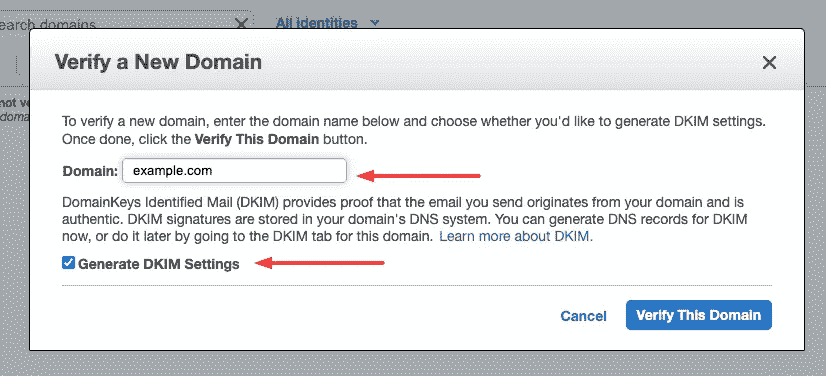 earch domains
All Identities
Verify a New Domain
not ve
doma
To verify a new domain, enter the domain name below and choose whether you'd like to generate DKIM settings.
Once done, click the Verify This Domain button.
Domain: example.com
DomainKeys Identified Mail (DKIM) provides proof that the email you send originates from your domain and is
authentic. DKIM signatures are stored in your domain's DNS system. You can generate DNS records for DKIM
now, or do it later by going to the DKIM tab for this domain. Learn more about DKIM.
Generate DKIM Settings
Cancel Verify This Domain